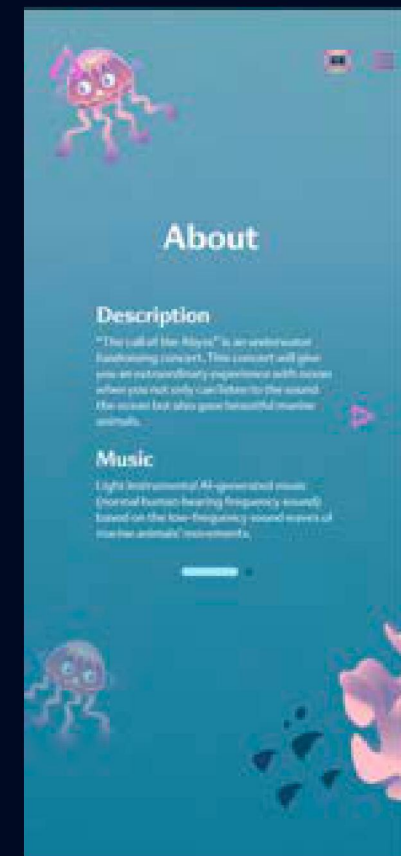 About
Description
"The call of the Abyss" is an underwater
fundraising concert. This concert will give
you an extraordinary experience with ocean
when you not only can listen to the sound
the ocean but also gaze beautiful marine
animals.
Music
Light instrumental AI-generated music
(normal human hearing frequency sound)
based on the low-frequency sound waves of
marine animals' movements.